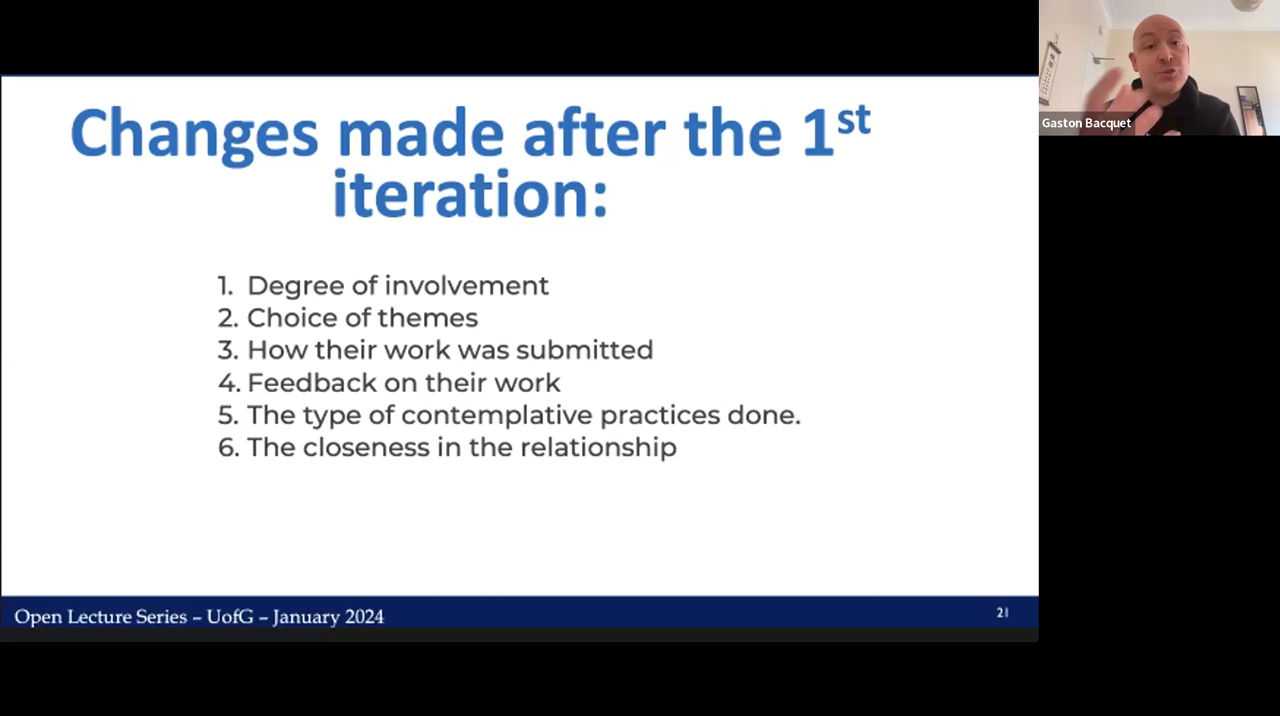 Changes made after the 1st
iteration:
1. Degree of involvement
2. Choice of themes
3. How their work was submitted
4. Feedback on their work
5. The type of contemplative practices done.
6. The closeness in the relationship
Open Lecture Series – UofG – January 2024
21
Gaston Bacquet